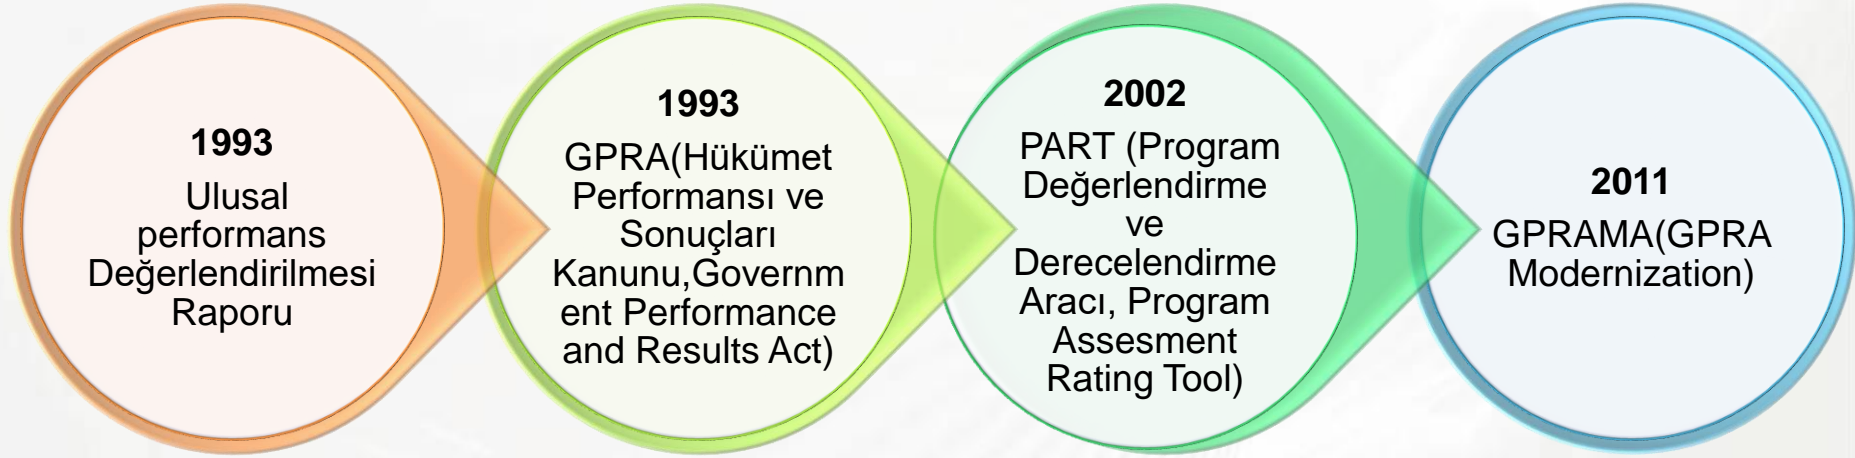 1993
Ulusal
performans
Değerlendirilmesi
Raporu
1993
GPRA(Hükümet
Performansı ve
Sonuçları
Kanunu,Governm
ent Performance
and Results Act)
2002
PART (Program
Değerlendirme
ve
Derecelendirme
Aracı, Program
Assesment
Rating Tool)
2011
GPRAMA(GPRA
Modernization)